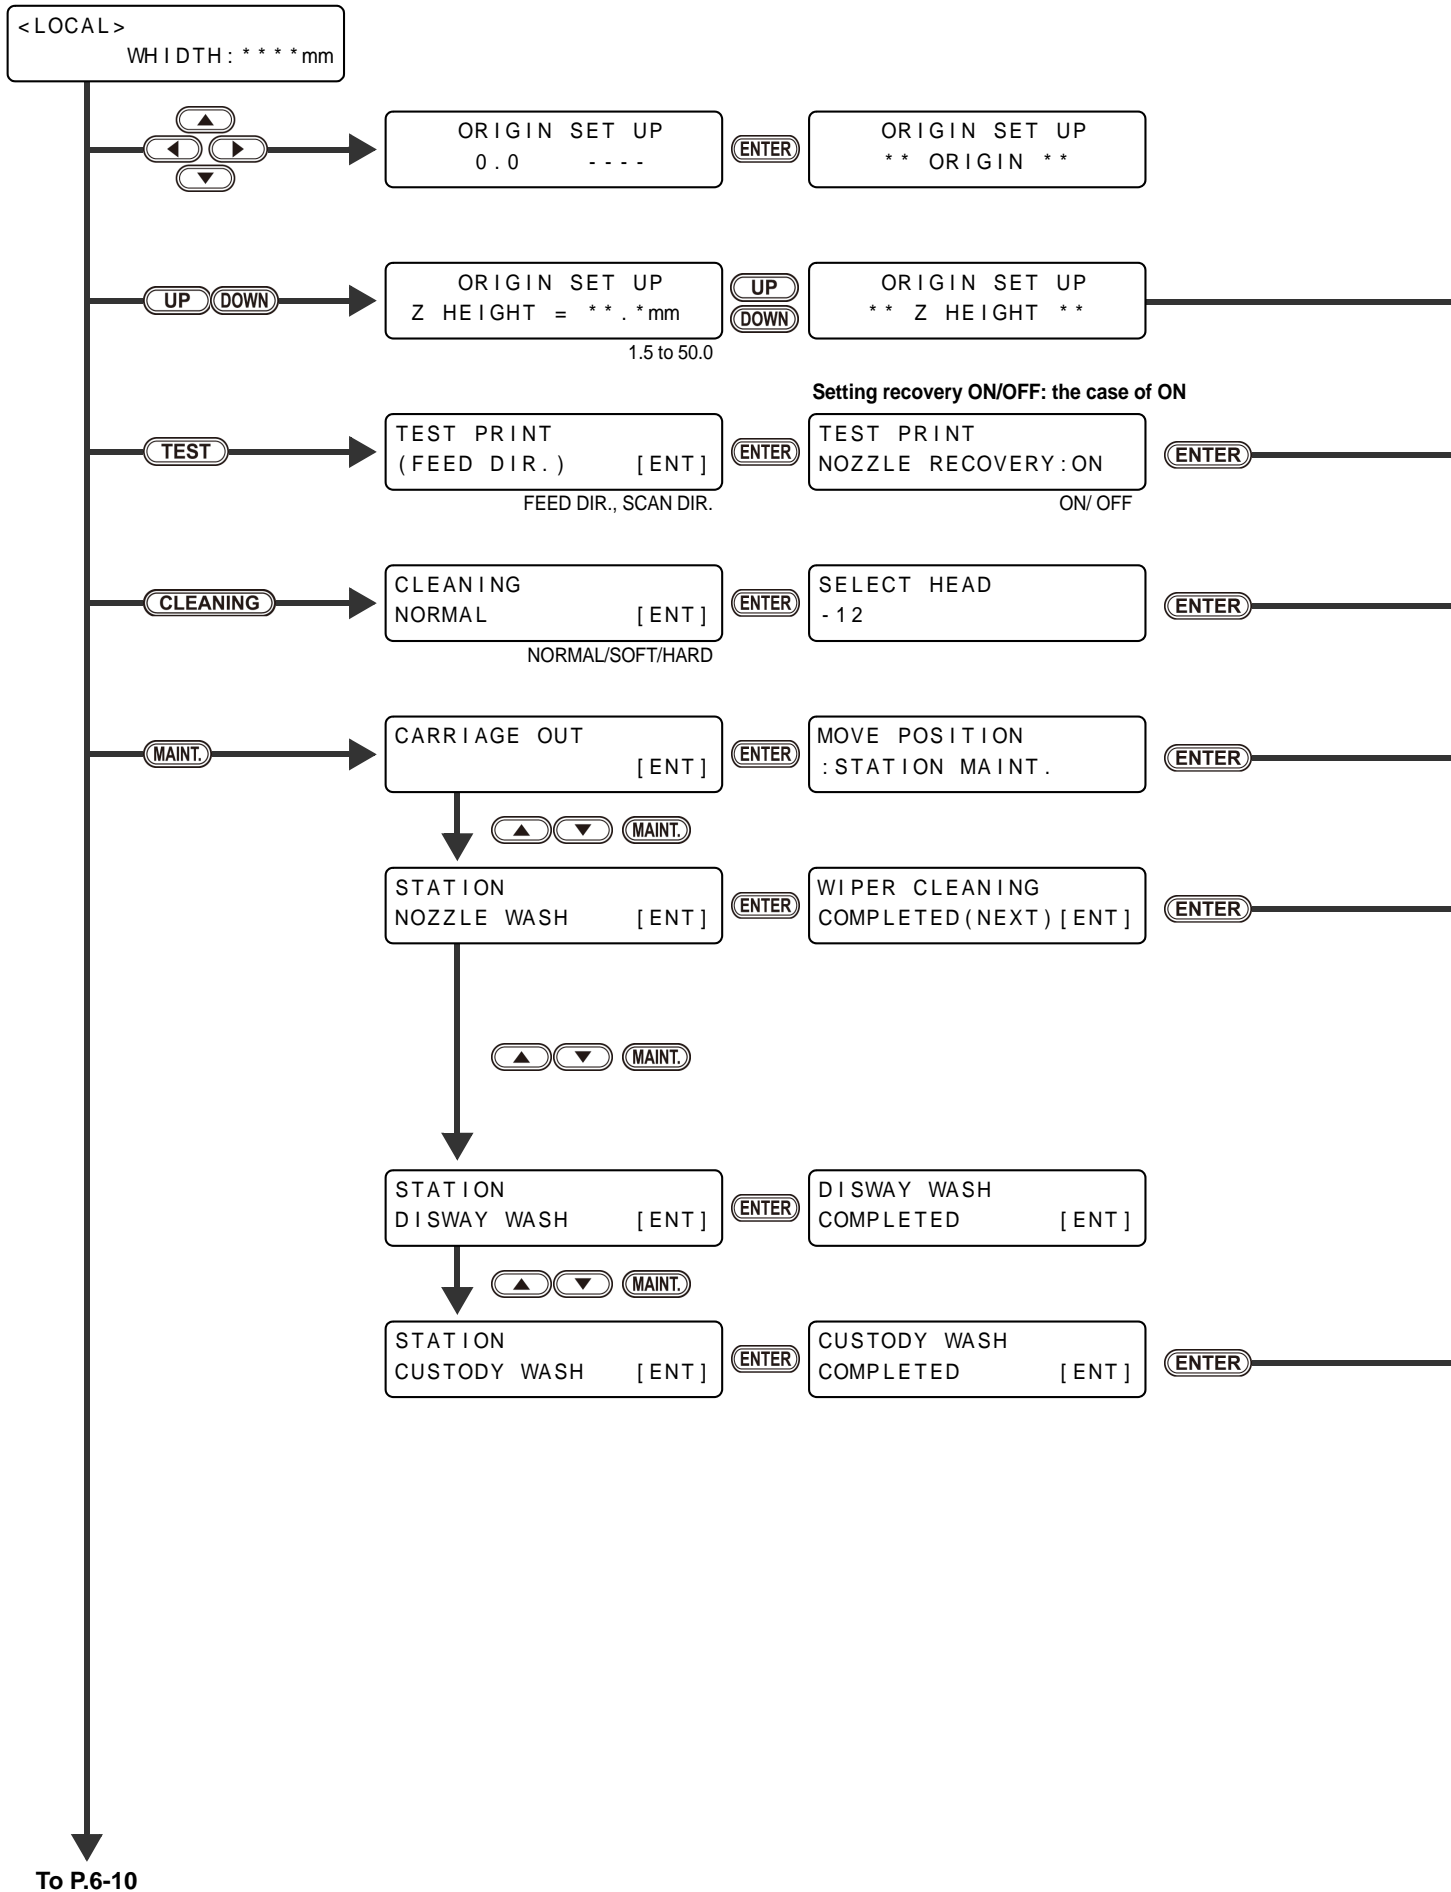 <LOCAL>
WHIDTH:****mm
ORIGIN SET UP
0.0 ----
ENTER
ORIGIN SET UP
** ORIGIN **
UP DOWN
ORIGIN SET UP
Z HEIGHT = **.*mm
1.5 to 50.0
UP
DOWN
ORIGIN SET UP
** Z HEIGHT **
Setting recovery ON/OFF: the case of ON
TEST
TEST PRINT
(FEED DIR.) [ENT]
FEED DIR., SCAN DIR.
ENTER
TEST PRINT
NOZZLE RECOVERY:ON
ON/ OFF
ENTER
CLEANING
CLEANING
NORMAL [ENT]
NORMAL/SOFT/HARD
ENTER
SELECT HEAD
-12
ENTER
MAINT.
CARRIAGE OUT
[ENT]
ENTER
MOVE POSITION
:STATION MAINT.
ENTER
MAINT.
STATION
NOZZLE WASH [ENT]
ENTER
WIPER CLEANING
COMPLETED(NEXT)[ENT]
ENTER
MAINT.
STATION
DISWAY WASH [ENT]
ENTER
DISWAY WASH
COMPLETED [ENT]
MAINT.
STATION
CUSTODY WASH [ENT]
ENTER
CUSTODY WASH
COMPLETED [ENT]
ENTER
To P.6-10